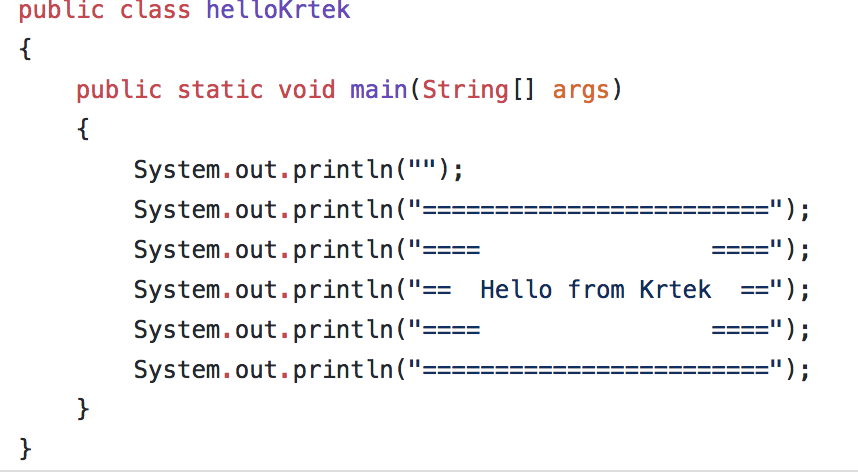 public class helloKrtek
{
    public static void main(String[] args)
    {
        System.out.println("");
        System.out.println("========================");
        System.out.println("====                ====");
        System.out.println("==  Hello from Krtek  ==");
        System.out.println("====                ====");
        System.out.println("========================");
    }
}